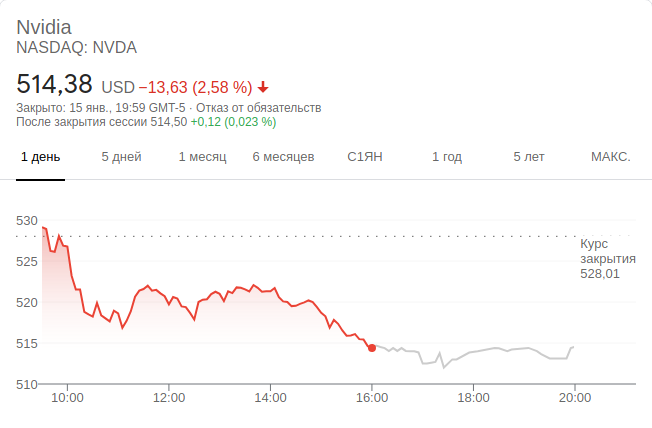 Nvidia
NASDAQ: NVDA
514,38 USD −13,63 (2,58 %)
Закрыто: 15 янв., 19:59 GMT-5 · Отказ от обязательств
После закрытия сессии 514,50 +0,12 (0,023 %)
1 день 5 дней 1 месяц 6 месяцев С1ЯН 1 год 5 лет МАКС.
530
Курс
закрытия
528,01
525
520
515
510
10:00 12:00 14:00 16:00 18:00 20:00